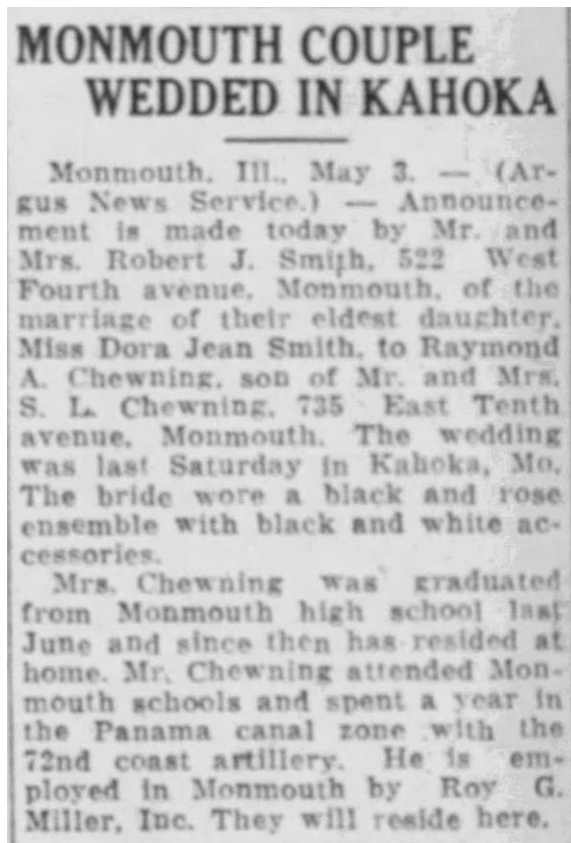 MONMOUTH COUPLE
WEDDED IN KAHOKA
Monmouth, Ill., May 3. — (Ar-
gus News Service.) — Announce-
ment is made today by Mr. and
Mrs. Robert J. Smith, 522 West
Fourth avenue, Monmouth, of the
marriage of their eldest daughter,
Miss Dora Jean Smith, to Raymond
A. Chewning, son of Mr. and Mrs.
S. L. Chewning, 735 East Tenth
avenue, Monmouth. The wedding
was last Saturday in Kahoka, Mo.
The bride wore a black and rose
ensemble with black and white ac-
cessories.
Mrs. Chewning was graduated
from Monmouth high school last
June and since then has resided at
home. Mr. Chewning attended Mon-
mouth schools and spent a year in
the Panama canal zone with the
72nd coast artillery. He is em-
ployed in Monmouth by Roy G.
Miller, Inc. They will reside here.